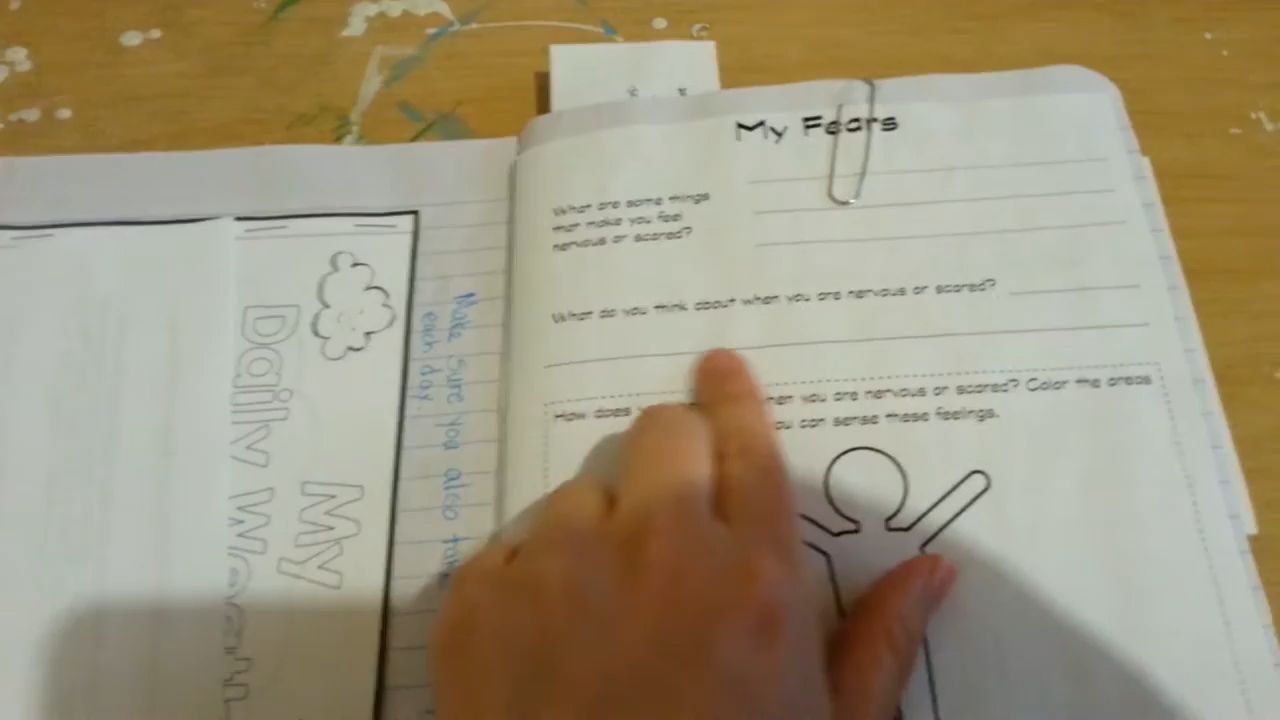 My Fears
What are some things
that make you feel
nervous or scared?
What do you think about when you are nervous or scared?
How does
you are nervous or scared? Color the areas
can sense these feelings.
Make Sure You also
each day.
My
Daily